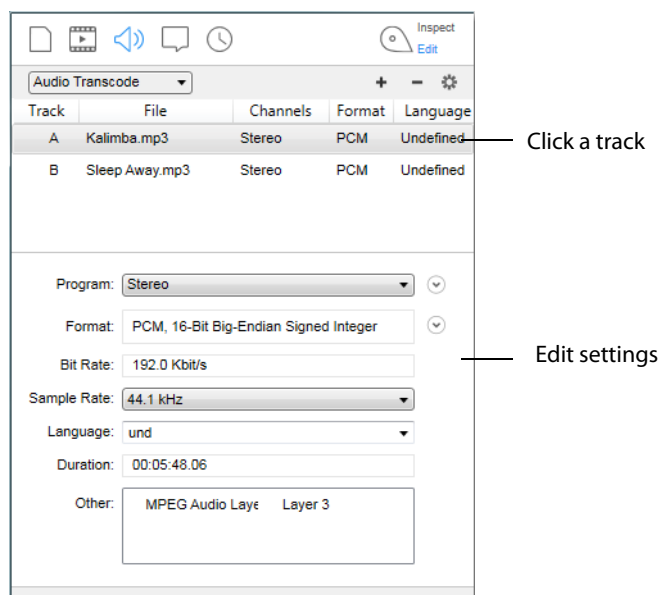 Inspect
Edit
Audio Transcode
Track File Channels Format Language
A Kalimba.mp3 Stereo PCM Undefined
Click a track
B Sleep Away.mp3 Stereo PCM Undefined
Program: Stereo
Format: PCM, 16-Bit Big-Endian Signed Integer
Edit settings
Bit Rate: 192.0 Kbit/s
Sample Rate: 44.1 kHz
Language: und
Duration: 00:05:48.06
Other: MPEG Audio Laye Layer 3